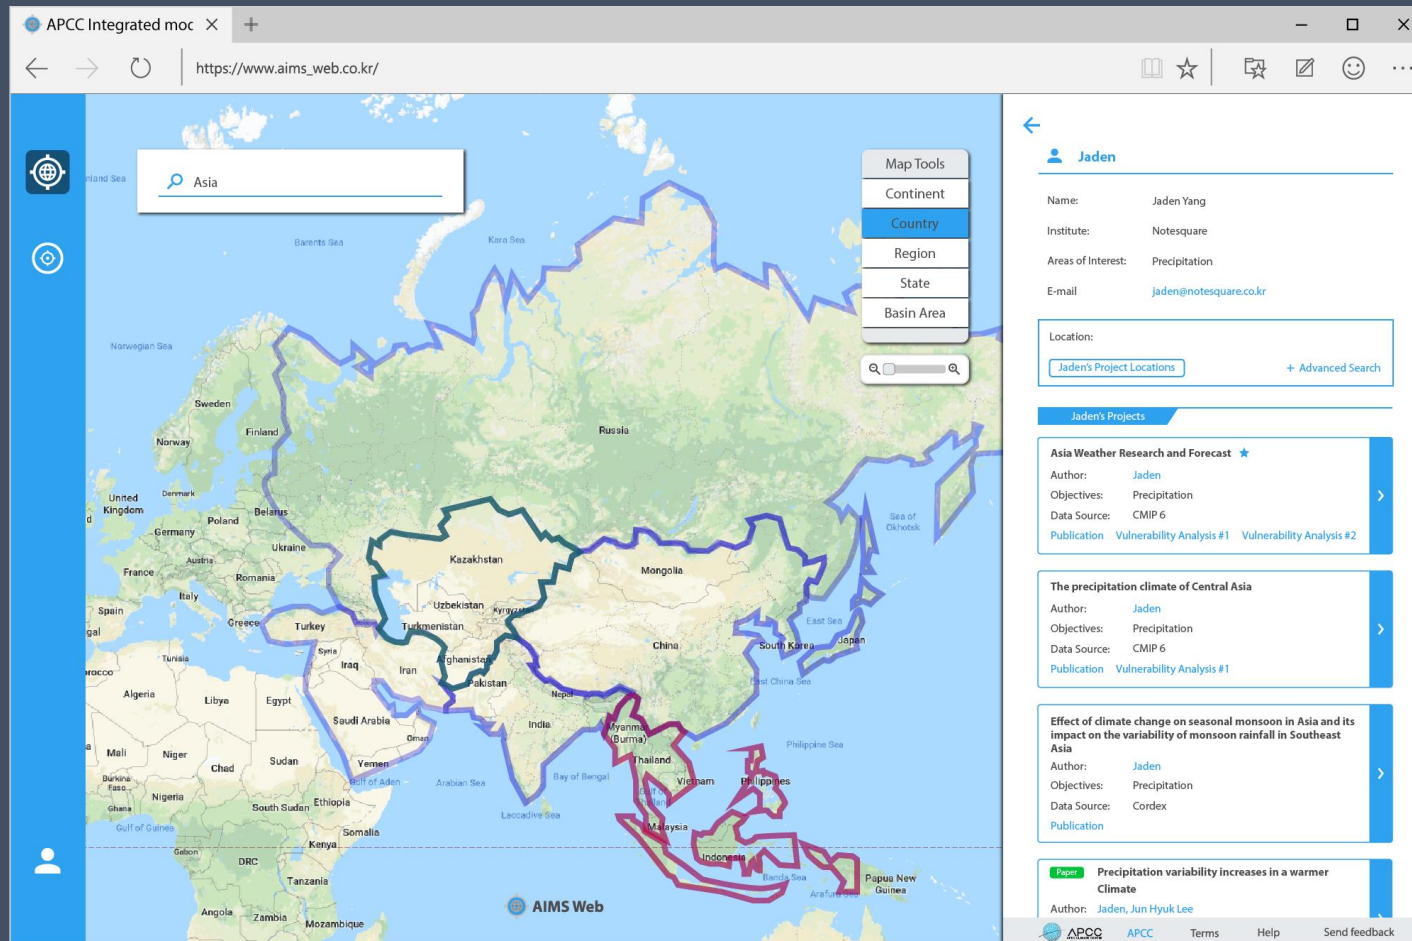 APCC Integrated moc
https://www.aims_web.co.kr/
Asia
Map Tools
Continent
Country
Region
State
Basin Area
Barents Sea
Kara Sea
Norwegian Sea
Sweden
Finland
Norway
Russia
United Kingdom
Denmark
Poland
Belarus
Germany
Ukraine
Austria
France
Romania
Italy
Spain
Greece
Turkey
Kazakhstan
Mongolia
Uzbekistan
Turkmenistan
Sea of Okhotsk
East Sea
South Korea
Japan
China
East China Sea
Tunisia
Syria
Iraq
Iran
Afghanistan
Pakistan
Nepal
Algeria
Libya
Egypt
Saudi Arabia
Oman
India
Myanmar (Burma)
Thailand
Vietnam
Philippines
Philippine Sea
Mali
Niger
Chad
Sudan
Yemen
Gulf of Aden
Arabian Sea
Bay of Bengal
Burkina Faso
Nigeria
Ghana
South Sudan
Ethiopia
Laccadive Sea
Gulf of Guinea
Somalia
Malaysia
Gabon
DRC
Kenya
Indonesia
Tanzania
Banda Sea
Papua New Guinea
Angola
Zambia
Mozambique
AIMS Web
Jaden
Name: Jaden Yang
Institute: Notesquare
Areas of Interest: Precipitation
E-mail jaden@notesquare.co.kr
Location:
Jaden's Project Locations + Advanced Search
Jaden's Projects
Asia Weather Research and Forecast
Author: Jaden
Objectives: Precipitation
Data Source: CMIP 6
Publication Vulnerability Analysis #1 Vulnerability Analysis #2
The precipitation climate of Central Asia
Author: Jaden
Objectives: Precipitation
Data Source: CMIP 6
Publication Vulnerability Analysis #1
Effect of climate change on seasonal monsoon in Asia and its
impact on the variability of monsoon rainfall in Southeast
Asia
Author: Jaden
Objectives: Precipitation
Data Source: Cordex
Publication
Paper Precipitation variability increases in a warmer
Climate
Author: Jaden, Jun Hyuk Lee
APCC APCC Terms Help Send feedback